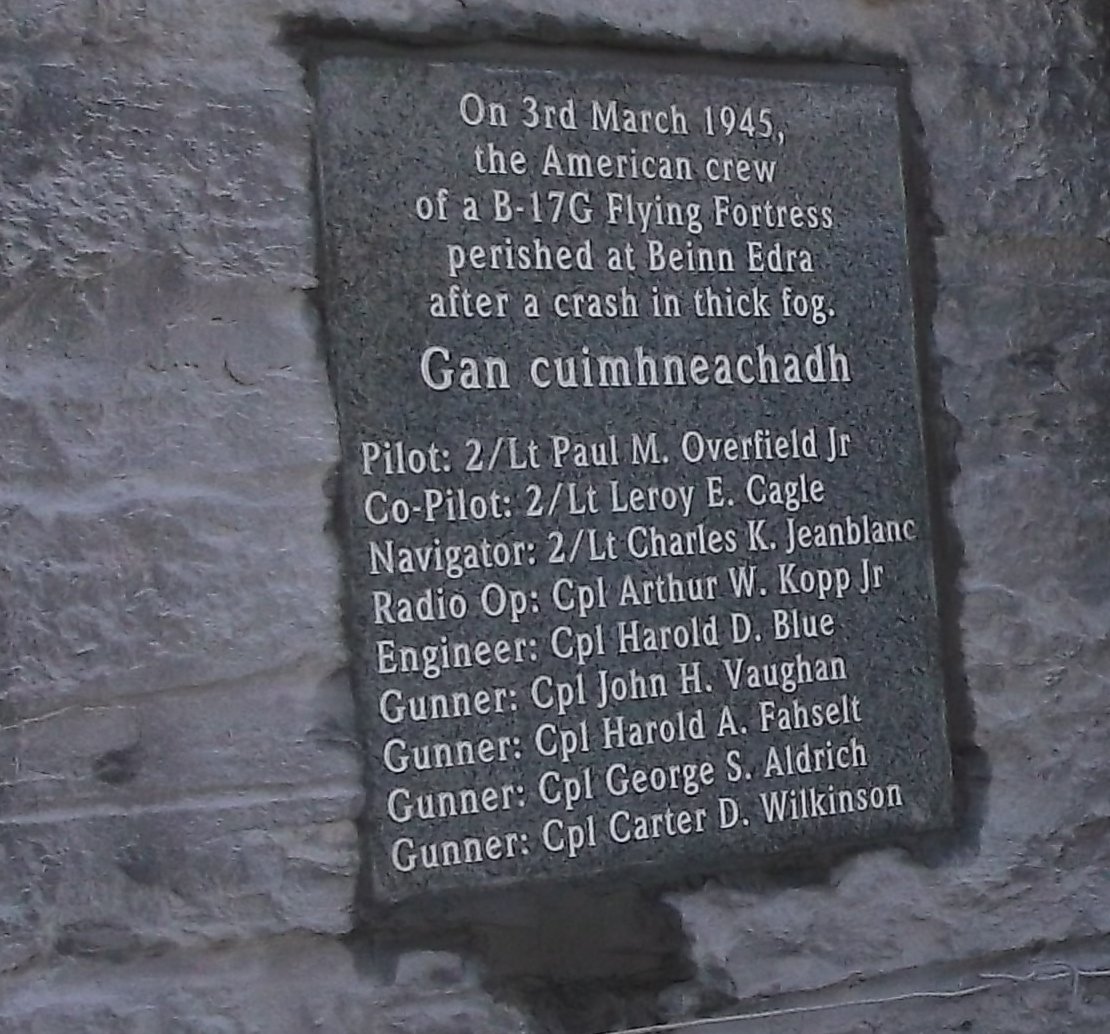 On 3rd March 1945,
the American crew
of a B-17G Flying Fortress
perished at Beinn Edra
after a crash in thick fog.
Gan cuimhneachadh
Pilot: 2/Lt Paul M. Overfield Jr
Co-Pilot: 2/Lt Leroy E. Cagle
Navigator: 2/Lt Charles K. Jeanblanc
Radio Op: Cpl Arthur W. Kopp Jr
Engineer: Cpl Harold D. Blue
Gunner: Cpl John H. Vaughan
Gunner: Cpl Harold A. Fahselt
Gunner: Cpl George S. Aldrich
Gunner: Cpl Carter D. Wilkinson